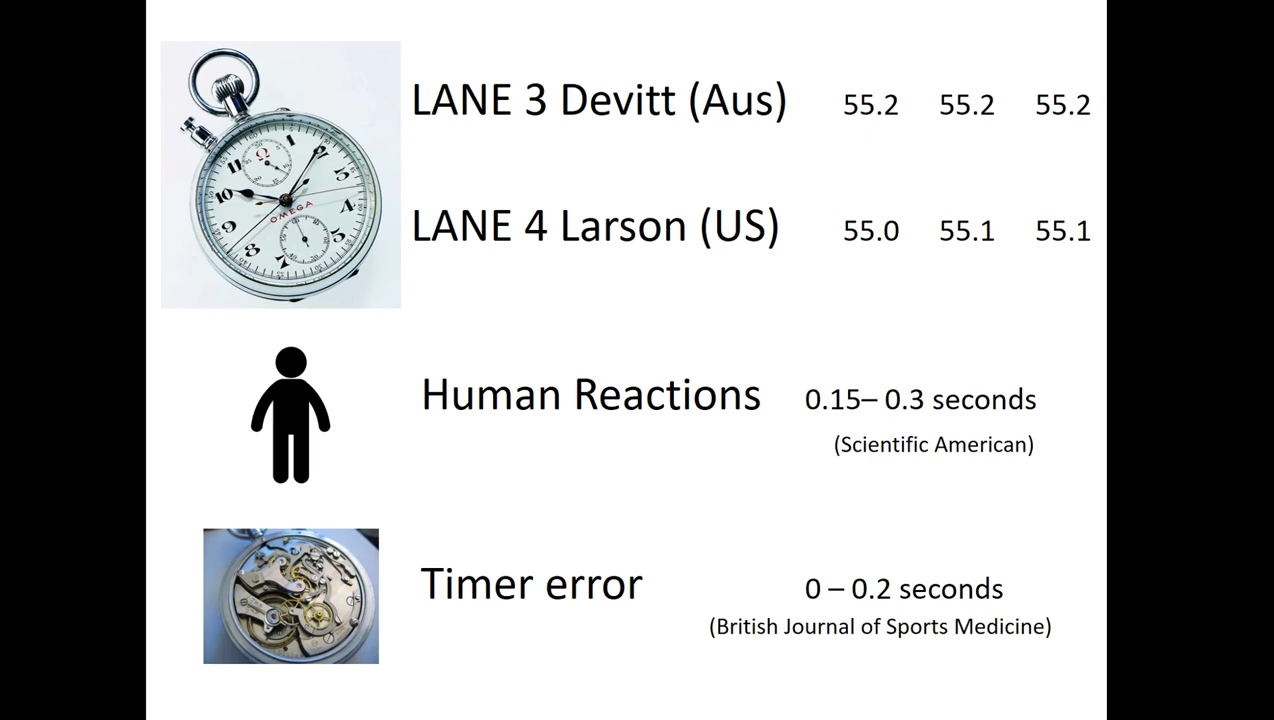 LANE 3 Devitt (Aus) 55.2 55.2 55.2
OMEGA
LANE 4 Larson (US) 55.0 55.1 55.1
Human Reactions 0.15– 0.3 seconds
(Scientific American)
Timer error 0 – 0.2 seconds
(British Journal of Sports Medicine)